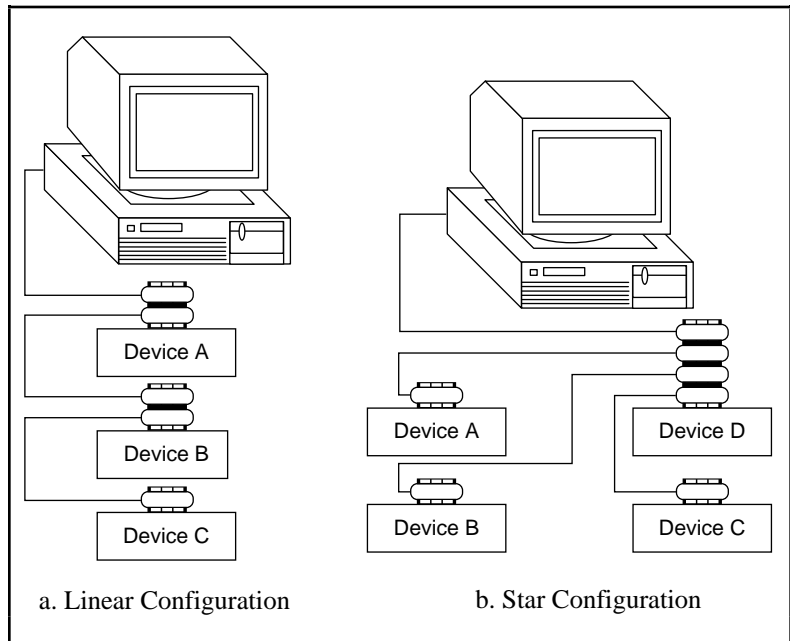 Device A
Device B
Device C
a. Linear Configuration
Device A
Device D
Device B
Device C
b. Star Configuration